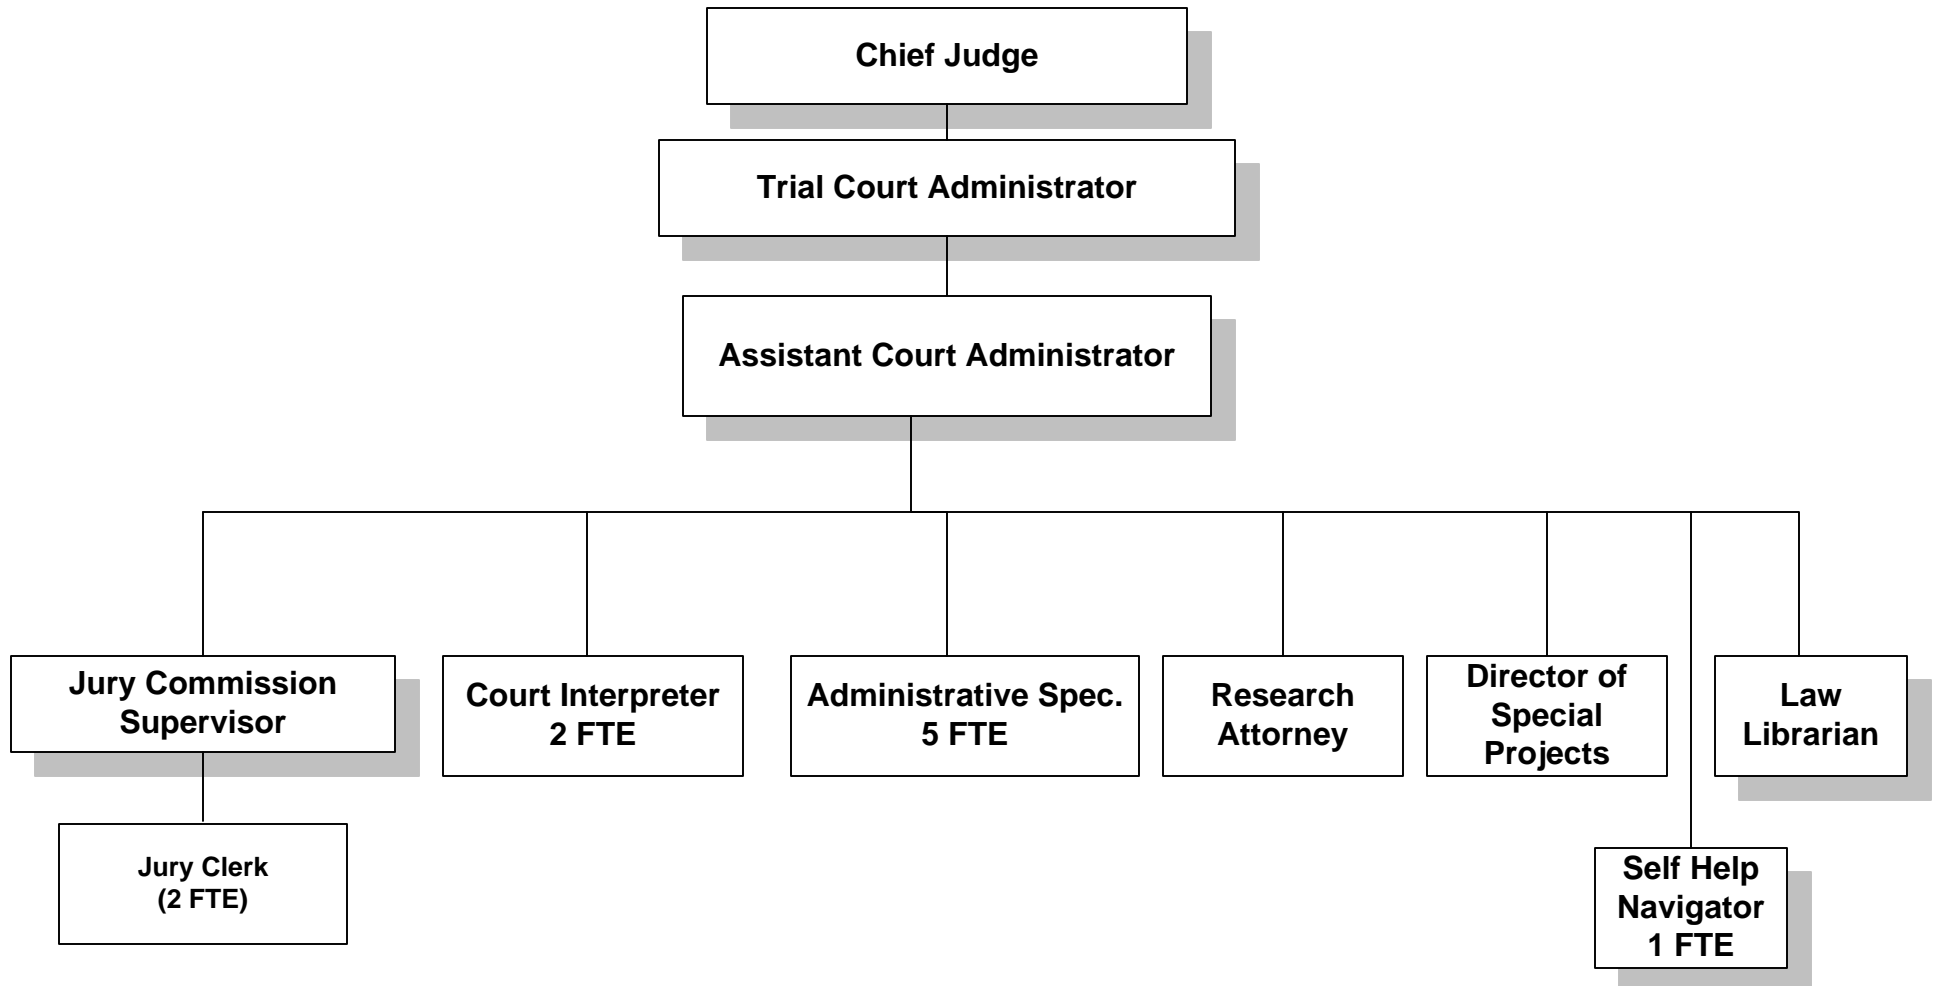 Chief Judge
Trial Court Administrator
Assistant Court Administrator
Jury Commission
Supervisor
Court Interpreter
2 FTE
Administrative Spec.
5 FTE
Research
Attorney
Director of
Special
Projects
Law
Librarian
Jury Clerk
(2 FTE)
Self Help
Navigator
1 FTE